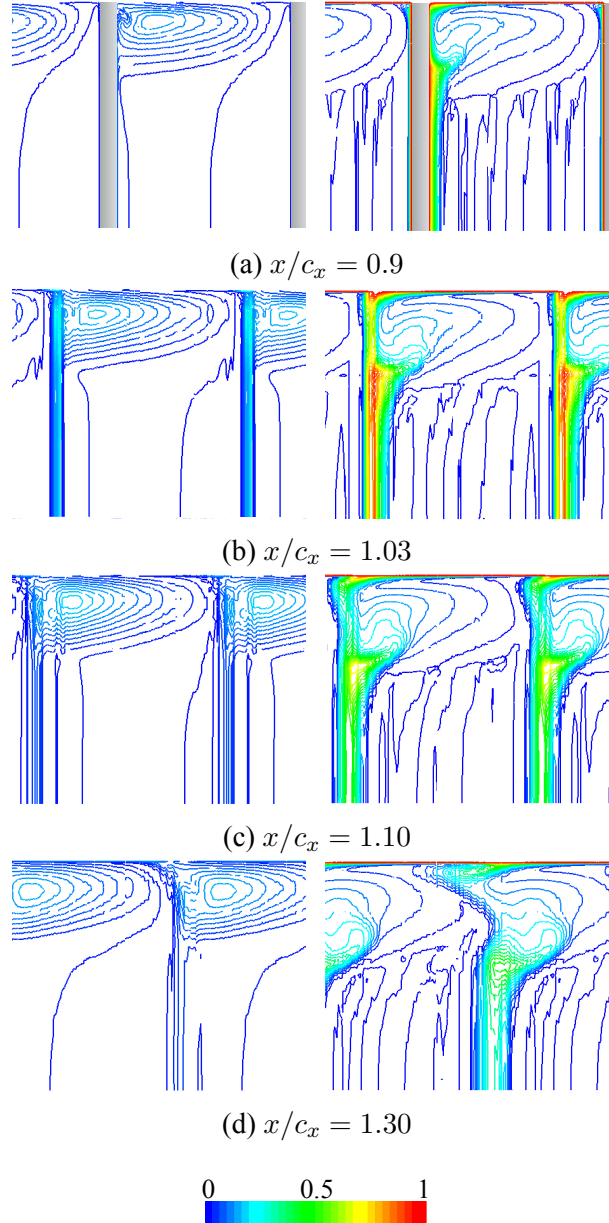 (a) x/c_x = 0.9
(b) x/c_x = 1.03
(c) x/c_x = 1.10
(d) x/c_x = 1.30
0 0.5 1